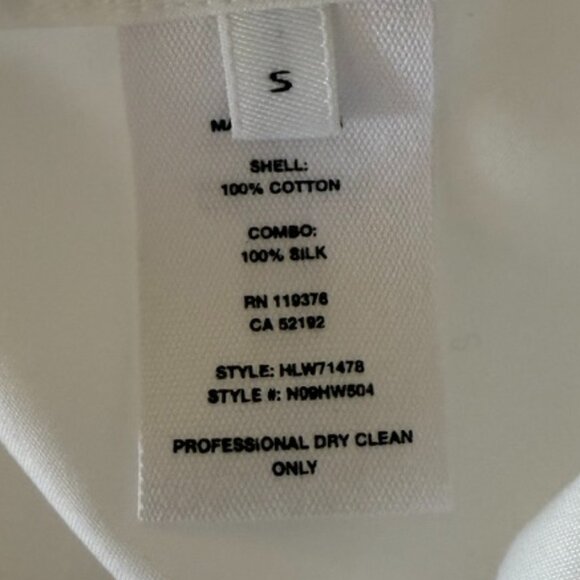 S
SHELL:
100% COTTON
COMBO:
100% SILK
RN 119376
CA 52192
STYLE: HLW71478
STYLE #: N09HW504
PROFESSIONAL DRY CLEAN
ONLY